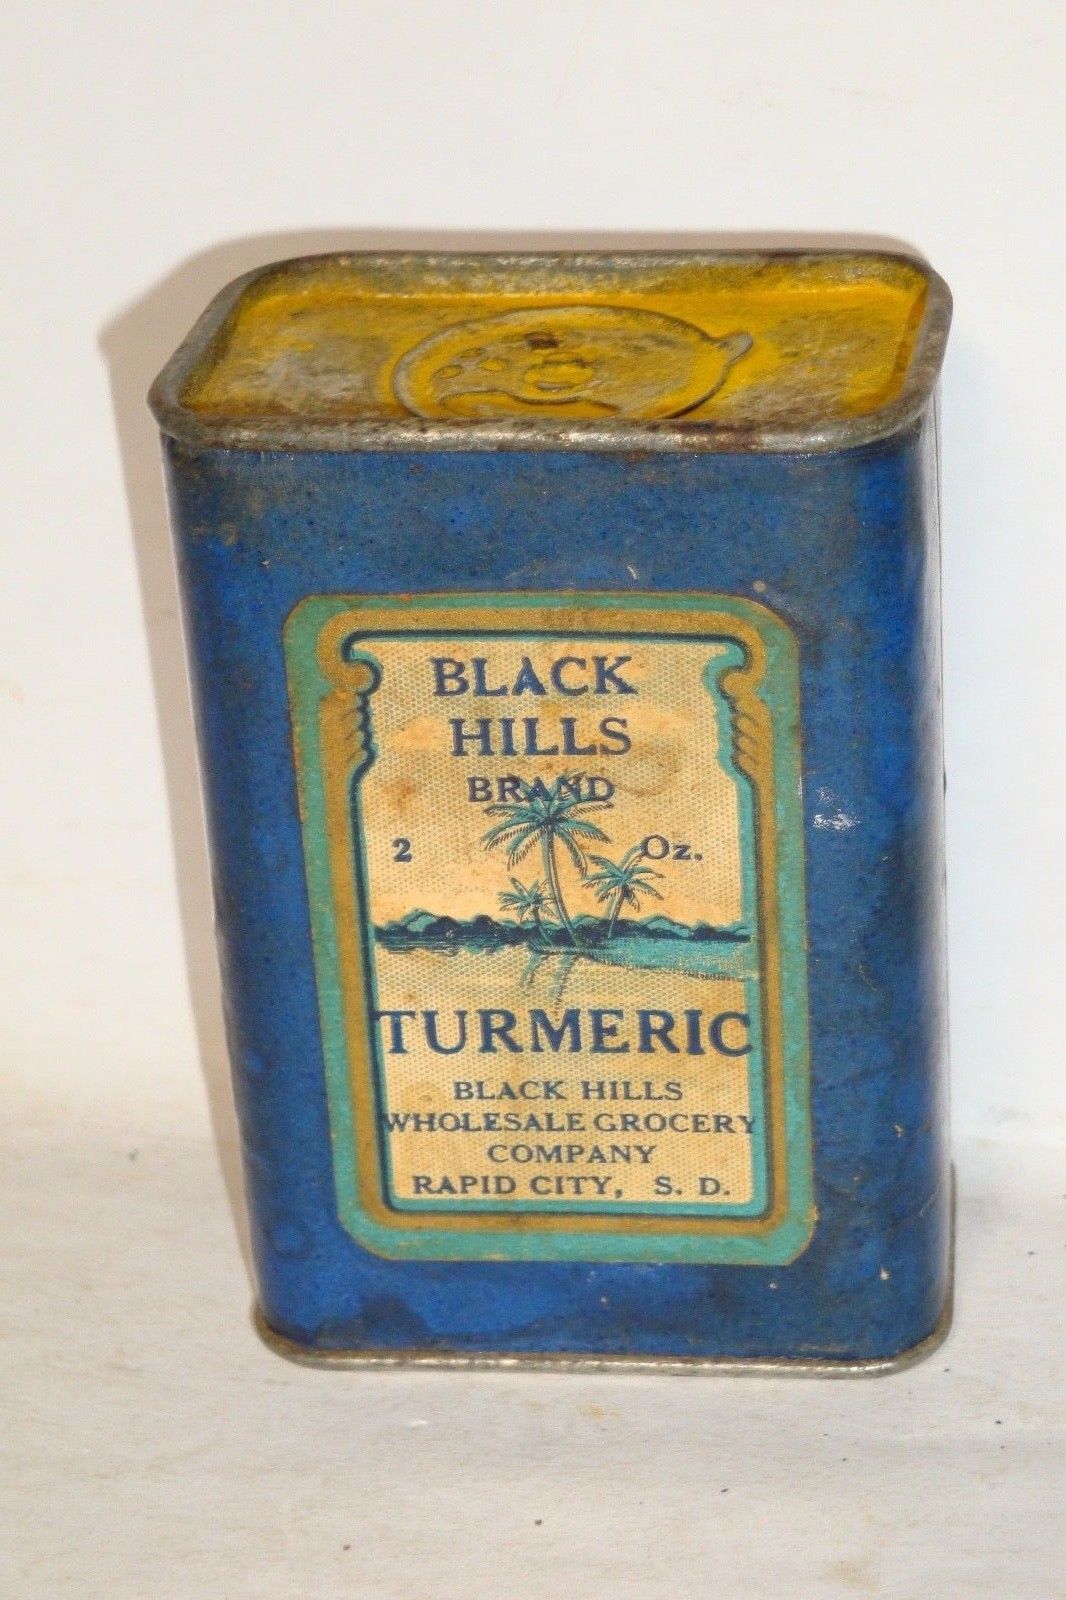 BLACK
HILLS
BRAND
2 Oz.
TURMERIC
BLACK HILLS
WHOLESALE GROCERY
COMPANY
RAPID CITY, S. D.